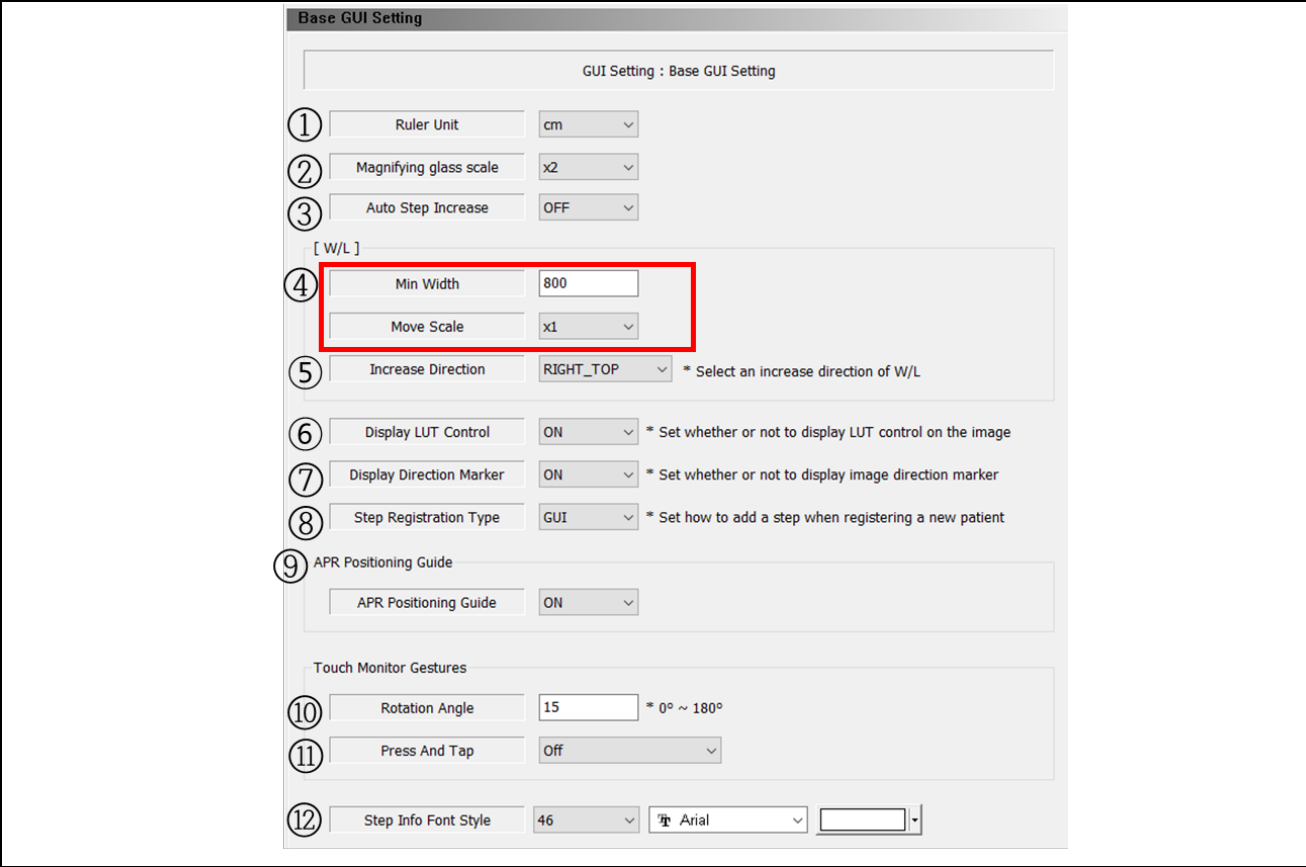 Base GUI Setting
GUI Setting : Base GUI Setting
① Ruler Unit cm
② Magnifying glass scale x2
③ Auto Step Increase OFF
[ W/L ]
④ Min Width 800
Move Scale x1
⑤ Increase Direction RIGHT_TOP * Select an increase direction of W/L
⑥ Display LUT Control ON * Set whether or not to display LUT control on the image
⑦ Display Direction Marker ON * Set whether or not to display image direction marker
⑧ Step Registration Type GUI * Set how to add a step when registering a new patient
⑨ APR Positioning Guide
APR Positioning Guide ON
Touch Monitor Gestures
⑩ Rotation Angle 15 * 0º ~ 180º
⑪ Press And Tap Off
⑫ Step Info Font Style 46 Arial